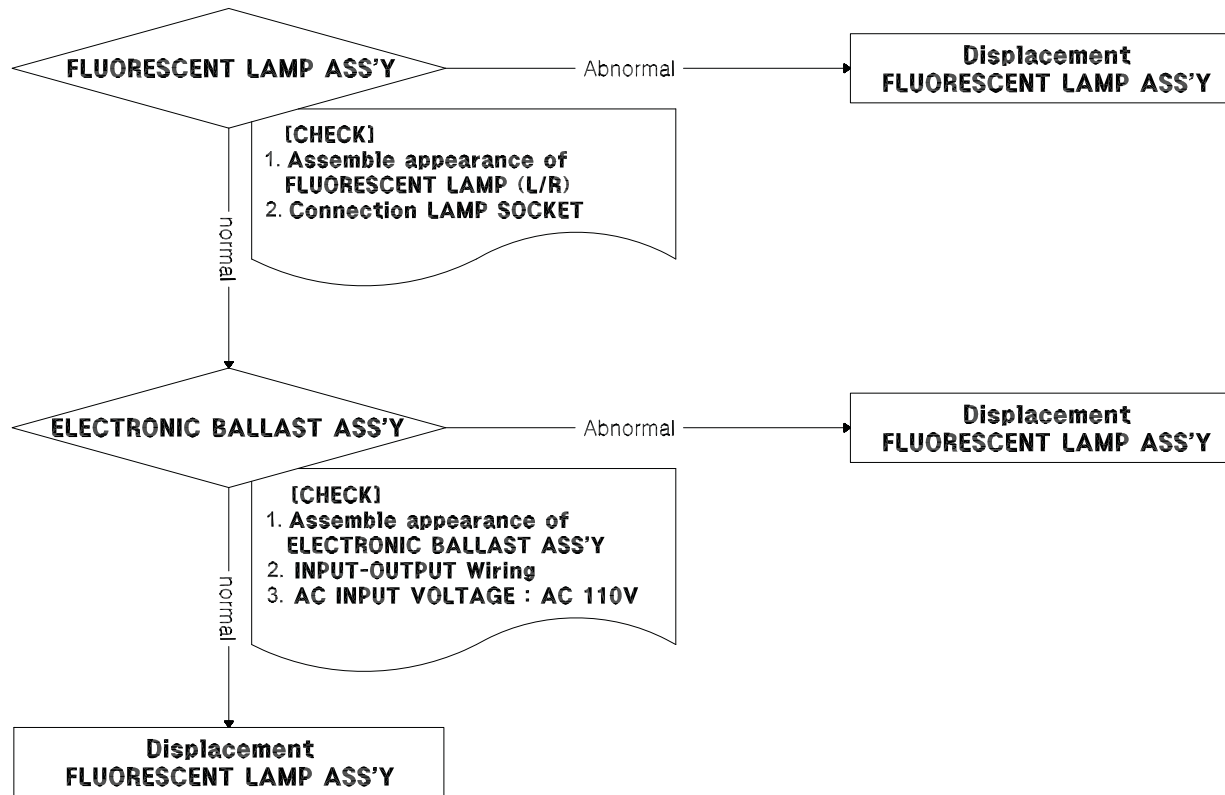 FLUORESCENT LAMP ASS'Y
Abnormal
Displacement
FLUORESCENT LAMP ASS'Y
[CHECK]
1. Assemble appearance of
FLUORESCENT LAMP (L/R)
2. Connection LAMP SOCKET
normal
ELECTRONIC BALLAST ASS'Y
Abnormal
Displacement
FLUORESCENT LAMP ASS'Y
[CHECK]
1. Assemble appearance of
ELECTRONIC BALLAST ASS'Y
2. INPUT-OUTPUT Wiring
3. AC INPUT VOLTAGE : AC 110V
normal
Displacement
FLUORESCENT LAMP ASS'Y